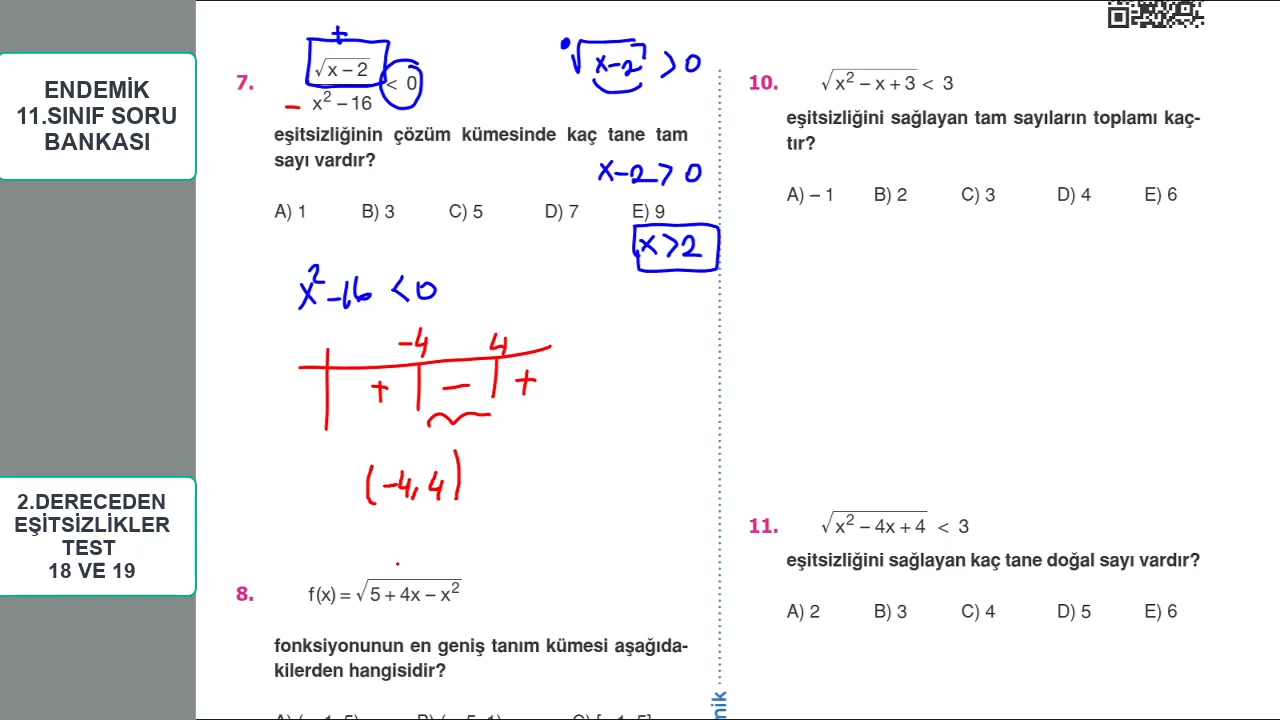 ENDEMİK
11.SINIF SORU
BANKASI
2.DERECEDEN
EŞİTSİZLİKLER
TEST
18 VE 19
+
7. √x – 2 / x² – 16 < 0
–
eşitsizliğinin çözüm kümesinde kaç tane tam
sayı vardır?
A) 1 B) 3 C) 5 D) 7 E) 9
√x–2 > 0
x–2 > 0
x>2
x²–16 <0
–4 4
+ – +
(–4, 4)
8. f(x) = √5 + 4x – x²
fonksiyonunun en geniş tanım kümesi aşağıda-
kilerden hangisidir?
10. √x² – x + 3 < 3
eşitsizliğini sağlayan tam sayıların toplamı kaç-
tır?
A) – 1 B) 2 C) 3 D) 4 E) 6
11. √x² – 4x + 4 < 3
eşitsizliğini sağlayan kaç tane doğal sayı vardır?
A) 2 B) 3 C) 4 D) 5 E) 6
mik